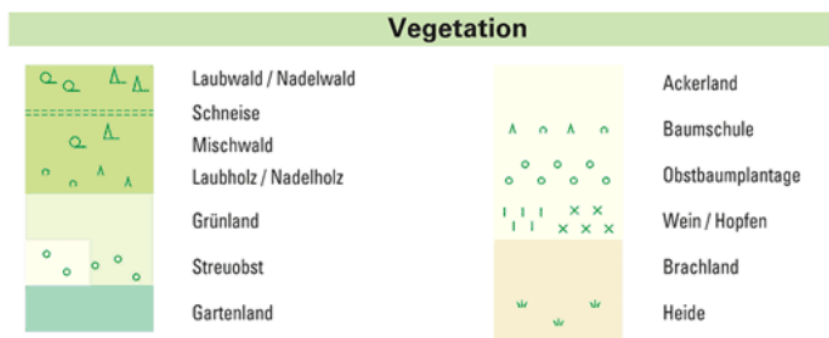 Vegetation
Laubwald / Nadelwald
Schneise
Mischwald
Laubholz / Nadelholz
Grünland
Streuobst
Gartenland
Ackerland
Baumschule
Obstbaumplantage
Wein / Hopfen
Brachland
Heide